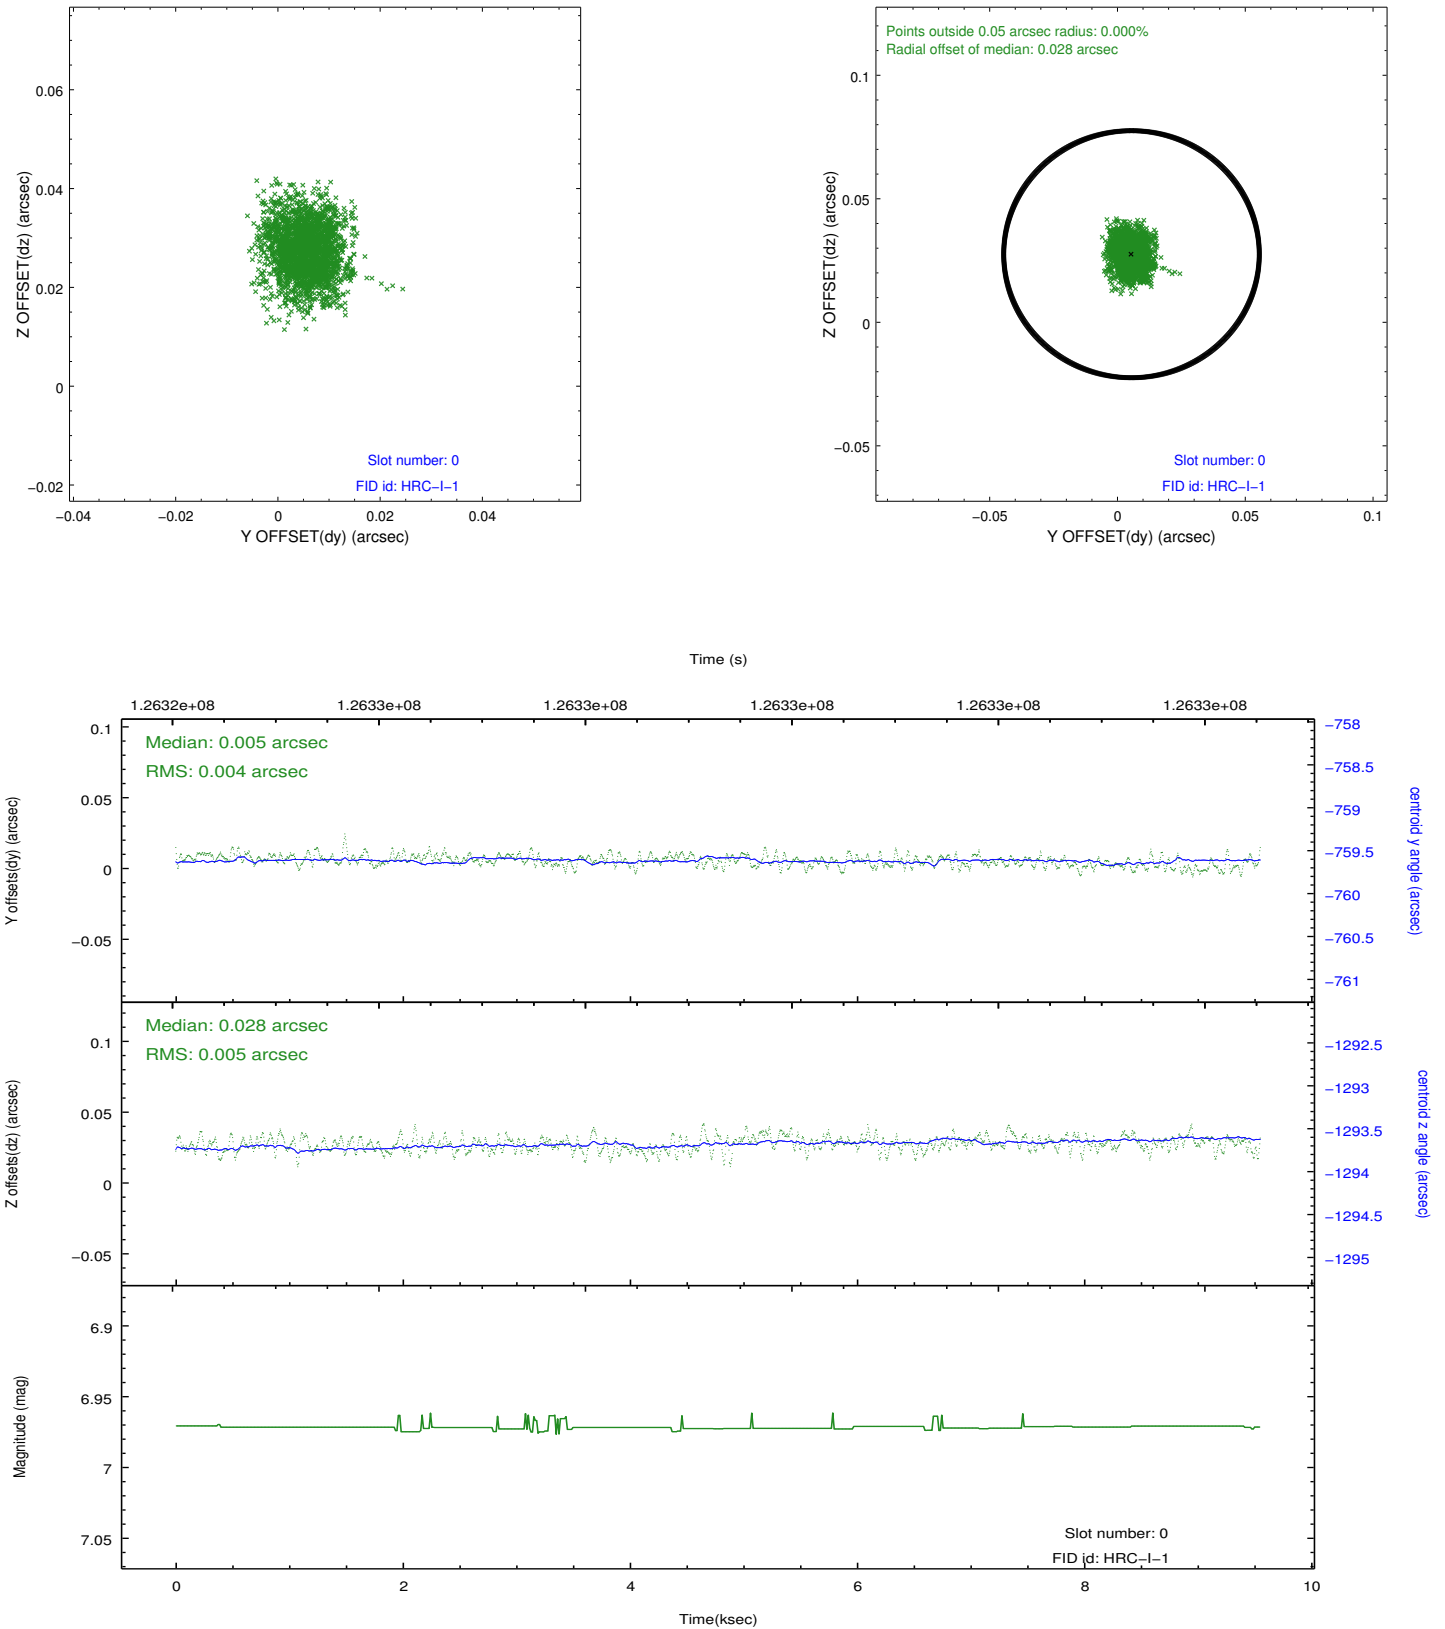 0.06
0.04
0.02
0
−0.02
Z OFFSET(dz) (arcsec)
Slot number: 0
FID id: HRC−I−1
−0.04
−0.02
0
0.02
0.04
Y OFFSET(dy) (arcsec)
Points outside 0.05 arcsec radius: 0.000%
Radial offset of median: 0.028 arcsec
0.1
0.05
0
−0.05
Z OFFSET(dz) (arcsec)
Slot number: 0
FID id: HRC−I−1
−0.05
0
0.05
0.1
Y OFFSET(dy) (arcsec)
Time (s)
1.2632e+08
1.2633e+08
1.2633e+08
1.2633e+08
1.2633e+08
1.2633e+08
Median: 0.005 arcsec
RMS: 0.004 arcsec
0.1
0.05
0
−0.05
Y offsets(dy) (arcsec)
−758
−758.5
−759
−759.5
−760
−760.5
−761
centroid y angle (arcsec)
Median: 0.028 arcsec
RMS: 0.005 arcsec
0.1
0.05
0
−0.05
Z offsets(dz) (arcsec)
−1292.5
−1293
−1293.5
−1294
−1294.5
−1295
centroid z angle (arcsec)
6.9
6.95
7
7.05
Magnitude (mag)
Slot number: 0
FID id: HRC−I−1
0
2
4
6
8
10
Time(ksec)